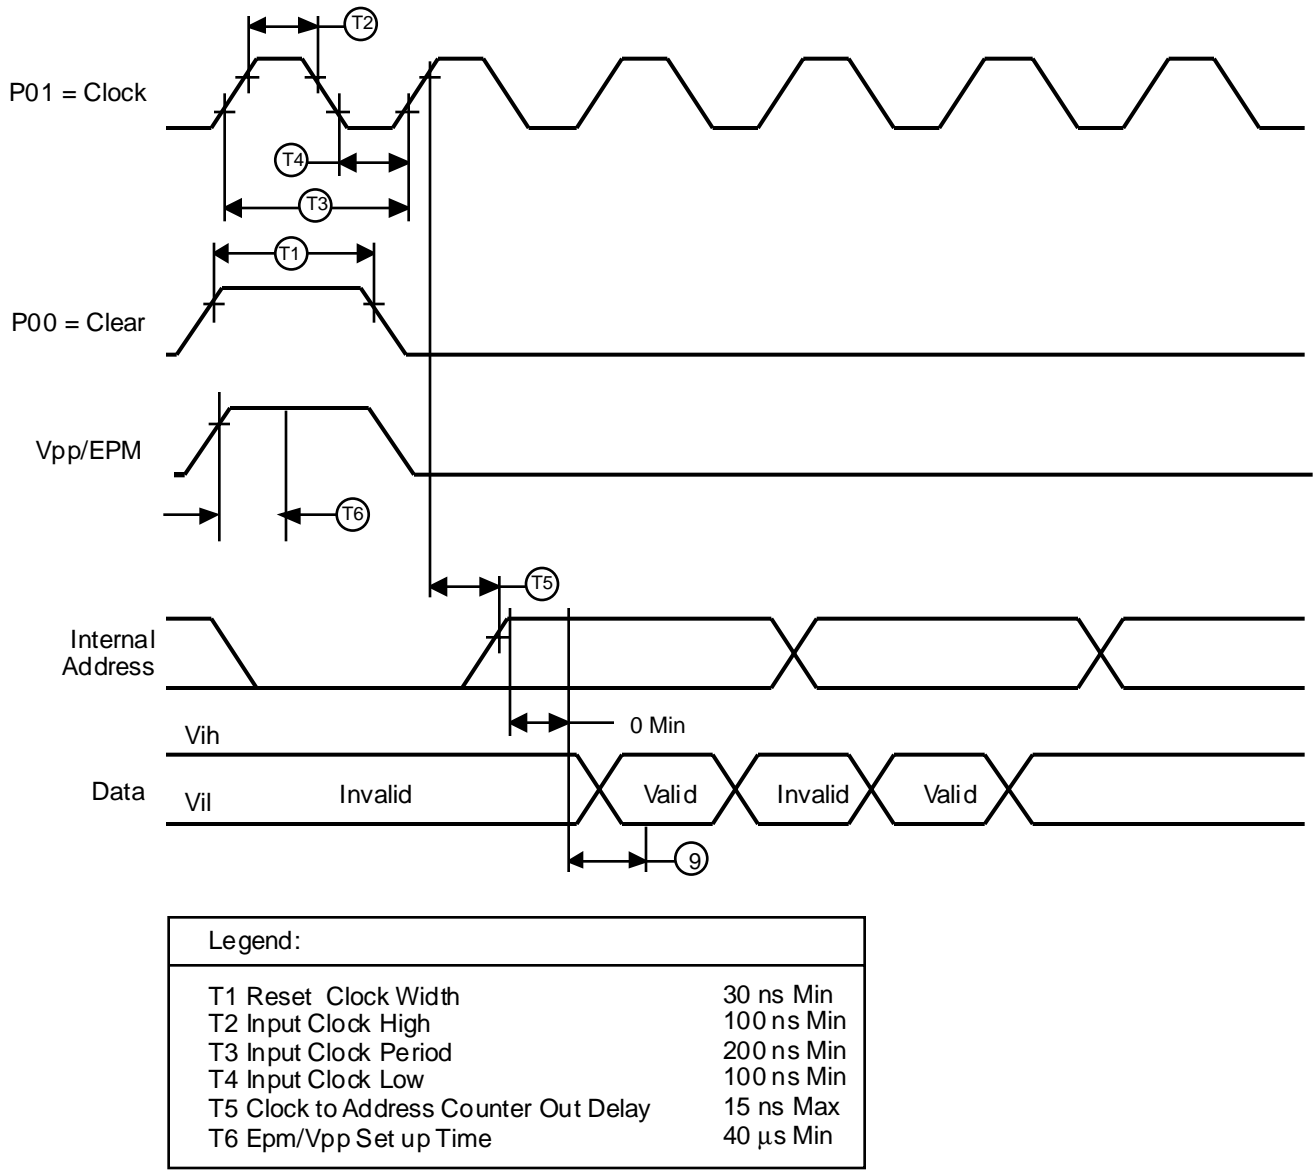 T2
P01 = Clock
T4
T3
T1
P00 = Clear
Vpp/EPM
T6
T5
Internal
Address
0 Min
Vih
Data
Vil
Invalid
Valid
Invalid
Valid
9
Legend:
T1 Reset Clock Width 30 ns Min
T2 Input Clock High 100 ns Min
T3 Input Clock Period 200 ns Min
T4 Input Clock Low 100 ns Min
T5 Clock to Address Counter Out Delay 15 ns Max
T6 Epm/Vpp Set up Time 40 μs Min